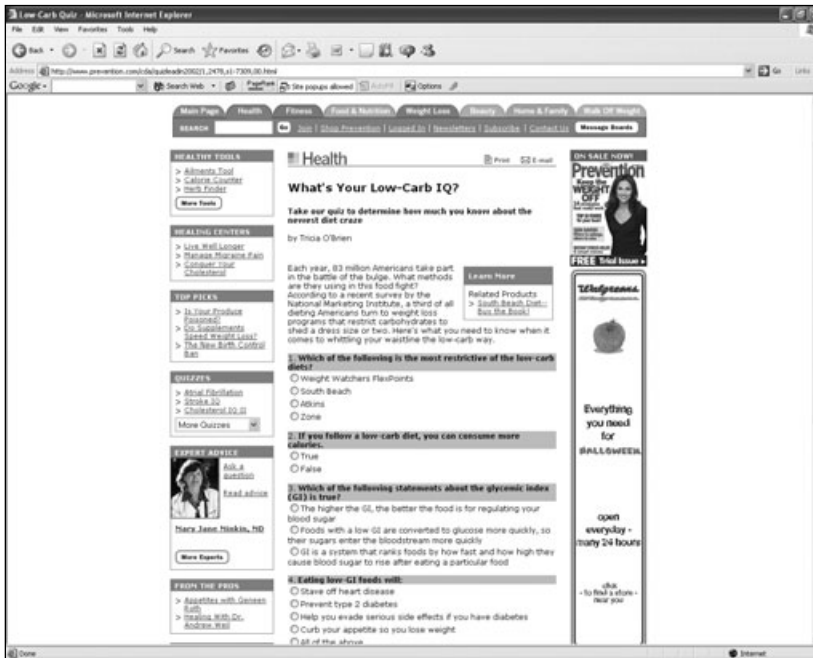 Low-Carb Quiz - Microsoft Internet Explorer
File Edit View Favorites Tools Help
Back Search Favorites
Address http://www.prevention.com/cda/
Go Links
Google Search Web PageRank Site popups allowed AutoFill Options
Main Page Health Fitness Food & Nutrition Weight Loss Beauty Home & Family Walk Off Weight
SEARCH Go Join | Shop Prevention | Logged In | Newsletters | Subscribe | Contact Us Message Boards
HEALTHY TOOLS
> Ailments Tool
> Calorie Counter
> Herb Finder
More Tools
HEALING CENTERS
> Live Well Longer
> Manage Migraine Pain
> Conquer Your
Cholesterol
TOP PICKS
> Is Your Produce
Poisoned?
> Do Supplements
Speed Weight Loss?
> The New Birth Control
Ban
QUIZZES
> Atrial Fibrillation
> Stroke IQ
> Cholesterol IQ II
More Quizzes
EXPERT ADVICE
Ask a
question
Read advice
Mary Jane Minkin, MD
More Experts
FROM THE PROS
> Appetites with Geneen
Roth
> Healing With Dr.
Andrew Weil
Health
Print E-mail
What's Your Low-Carb IQ?
Take our quiz to determine how much you know about the
newest diet craze
by Tricia O'Brien
Each year, 83 million Americans take part
in the battle of the bulge. What methods
are they using in this food fight?
According to a recent survey by the
National Marketing Institute, a third of all
dieting Americans turn to weight loss
programs that restrict carbohydrates to
shed a dress size or two. Here's what you need to know when it
comes to whittling your waistline the low-carb way.
Learn More
Related Products
> South Beach Diet--
Buy the Book!
1. Which of the following is the most restrictive of the low-carb
diets?
Weight Watchers FlexPoints
South Beach
Atkins
Zone
2. If you follow a low-carb diet, you can consume more
calories.
True
False
3. Which of the following statements about the glycemic index
(GI) is true?
The higher the GI, the better the food is for regulating your
blood sugar
Foods with a low GI are converted to glucose more quickly, so
their sugars enter the bloodstream more quickly
GI is a system that ranks foods by how fast and how high they
cause blood sugar to rise after eating a particular food
4. Eating low-GI foods will:
Stave off heart disease
Prevent type 2 diabetes
Help you evade serious side effects if you have diabetes
Curb your appetite so you lose weight
All of the above
ON SALE NOW!
Prevention
Keep the
WEIGHT
OFF
FREE Trial Issue
Walgreens
Everything
you need
for
HALLOWEEN
open
everyday -
many 24 hours
click
- to find a store -
near you
Done
Internet